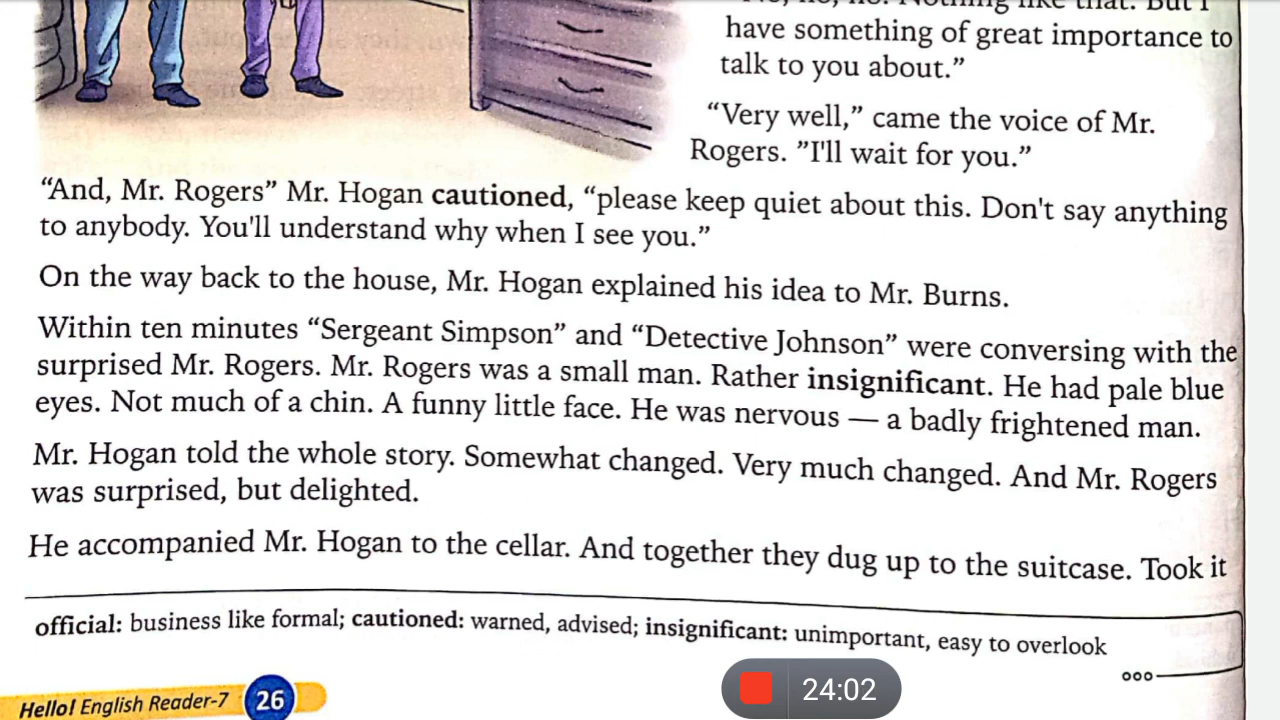 "No, no, no. Nothing like that. But I
have something of great importance to
talk to you about."
"Very well," came the voice of Mr.
Rogers. "I'll wait for you."
"And, Mr. Rogers" Mr. Hogan cautioned, "please keep quiet about this. Don't say anything
to anybody. You'll understand why when I see you."
On the way back to the house, Mr. Hogan explained his idea to Mr. Burns.
Within ten minutes "Sergeant Simpson" and "Detective Johnson" were conversing with the
surprised Mr. Rogers. Mr. Rogers was a small man. Rather insignificant. He had pale blue
eyes. Not much of a chin. A funny little face. He was nervous — a badly frightened man.
Mr. Hogan told the whole story. Somewhat changed. Very much changed. And Mr. Rogers
was surprised, but delighted.
He accompanied Mr. Hogan to the cellar. And together they dug up to the suitcase. Took it
official: business like formal; cautioned: warned, advised; insignificant: unimportant, easy to overlook
Hello! English Reader-7 26
24:02